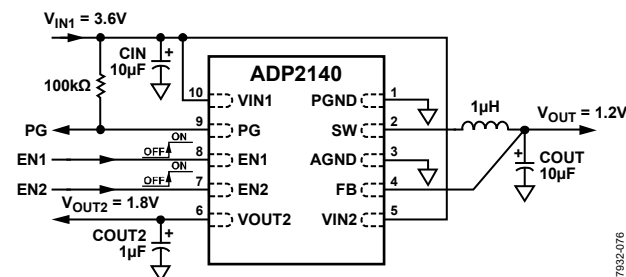 VIN1 = 3.6V
CIN
10µF
100kΩ
ADP2140
10 VIN1
PGND 1
1µH
VOUT = 1.2V
PG
9 PG
SW 2
ON
OFF
EN1
8 EN1
AGND 3
COUT
10µF
ON
OFF
EN2
7 EN2
FB 4
VOUT2 = 1.8V
6 VOUT2
VIN2 5
COUT2
1µF
07932-076